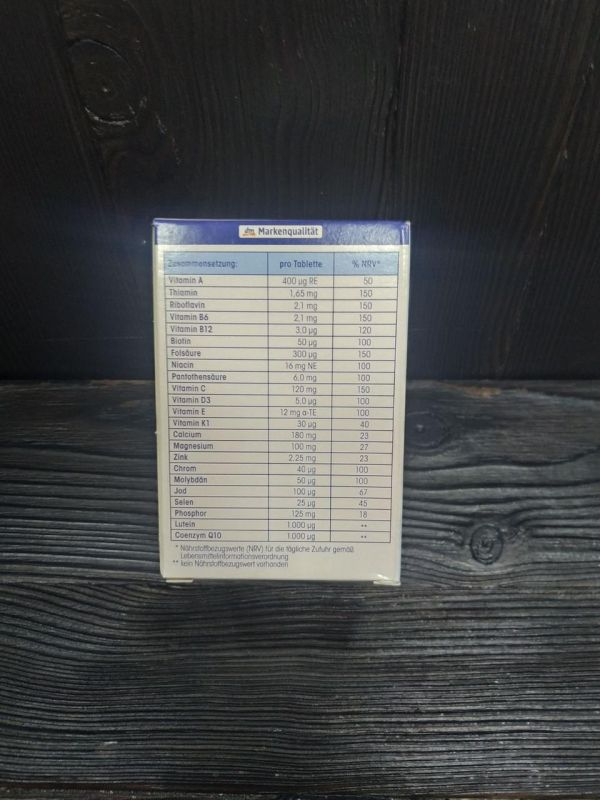 dm Markenqualität
Zusammensetzung: pro Tablette % NRV*
Vitamin A 400 µg RE 50
Thiamin 1,65 mg 150
Riboflavin 2,1 mg 150
Vitamin B6 2,1 mg 150
Vitamin B12 3,0 µg 120
Biotin 50 µg 100
Folsäure 300 µg 150
Niacin 16 mg NE 100
Pantothensäure 6,0 mg 100
Vitamin C 120 mg 150
Vitamin D3 5,0 µg 100
Vitamin E 12 mg α-TE 100
Vitamin K1 30 µg 40
Calcium 180 mg 23
Magnesium 100 mg 27
Zink 2,25 mg 23
Chrom 40 µg 100
Molybdän 50 µg 100
Jod 100 µg 67
Selen 25 µg 45
Phosphor 125 mg 18
Lutein 1.000 µg **
Coenzym Q10 1.000 µg **
* Nährstoffbezugswerte (NRV) für die tägliche Zufuhr gemäß
Lebensmittelinformationsverordnung
** kein Nährstoffbezugswert vorhanden